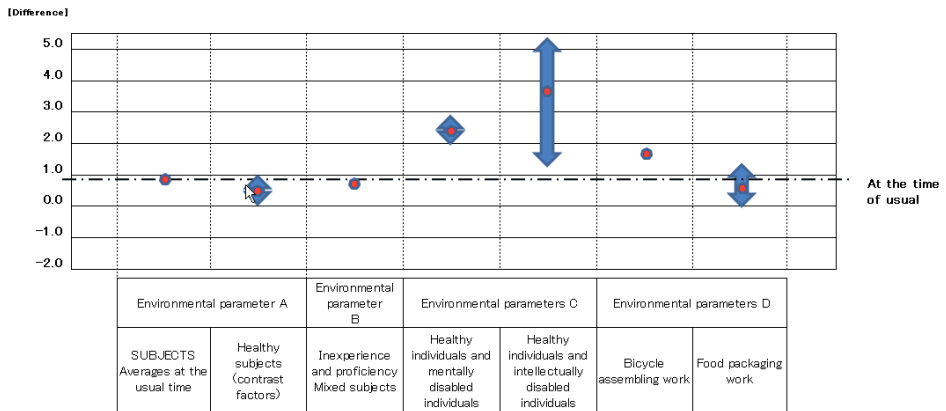 [Difference]
5.0
4.0
3.0
2.0
1.0
0.0
-1.0
-2.0
At the time
of usual
Environmental parameter A
Environmental
parameter
B
Environmental parameters C
Environmental parameters D
SUBJECTS
Averages at the
usual time
Healthy
subjects
(contrast
factors)
Inexperience
and proficiency
Mixed subjects
Healthy
individuals and
mentally
disabled
individuals
Healthy
individuals and
intellectually
disabled
individuals
Bicycle
assembling work
Food packaging
work